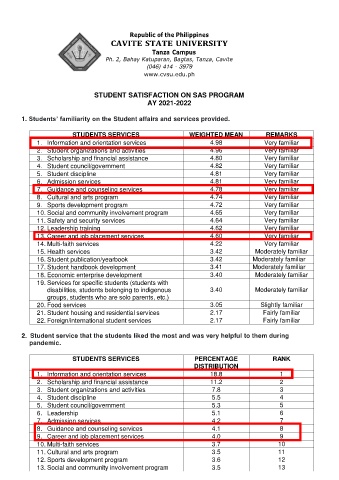 Republic of the Philippines
CAVITE STATE UNIVERSITY
Tanza Campus
Ph. 2, Bahay Katuparan, Bagtas, Tanza, Cavite
(046) 414 - 3979
www.cvsu.edu.ph
STUDENT SATISFACTION ON SAS PROGRAM
AY 2021-2022
1. Students' familiarity on the Student affairs and services provided.
STUDENTS SERVICES WEIGHTED MEAN REMARKS
1. Information and orientation services 4.98 Very familiar
2. Student organizations and activities 4.96 Very familiar
3. Scholarship and financial assistance 4.80 Very familiar
4. Student council/government 4.82 Very familiar
5. Student discipline 4.81 Very familiar
6. Admission services 4.81 Very familiar
7. Guidance and counseling services 4.78 Very familiar
8. Cultural and arts program 4.74 Very familiar
9. Sports development program 4.72 Very familiar
10. Social and community involvement program 4.65 Very familiar
11. Safety and security services 4.64 Very familiar
12. Leadership training 4.62 Very familiar
13. Career and job placement services 4.60 Very familiar
14. Multi-faith services 4.22 Very familiar
15. Health services 3.42 Moderately familiar
16. Student publication/yearbook 3.42 Moderately familiar
17. Student handbook development 3.41 Moderately familiar
18. Economic enterprise development 3.40 Moderately familiar
19. Services for specific students (students with
disabilities, students belonging to indigenous 3.40 Moderately familiar
groups, students who are solo parents, etc.)
20. Food services 3.05 Slightly familiar
21. Student housing and residential services 2.17 Fairly familiar
22. Foreign/International student services 2.17 Fairly familiar
2. Student service that the students liked the most and was very helpful to them during
pandemic.
STUDENTS SERVICES PERCENTAGE RANK
DISTRIBUTION
1. Information and orientation services 18.8 1
2. Scholarship and financial assistance 11.2 2
3. Student organizations and activities 7.8 3
4. Student discipline 5.5 4
5. Student council/government 5.3 5
6. Leadership 5.1 6
7. Admission services 4.2 7
8. Guidance and counseling services 4.1 8
9. Career and job placement services 4.0 9
10. Multi-faith services 3.7 10
11. Cultural and arts program 3.5 11
12. Sports development program 3.6 12
13. Social and community involvement program 3.5 13